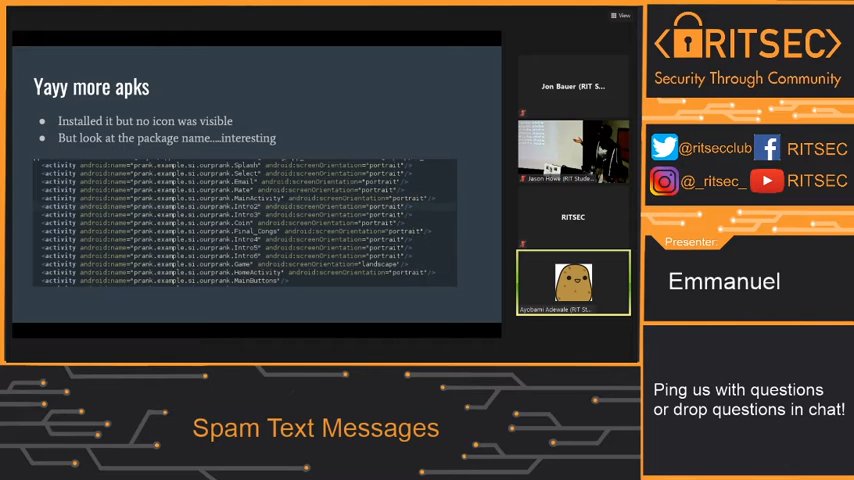 View
Yayy more apks
Installed it but no icon was visible
But look at the package name....interesting
<activity android:name="prank.example.si.ourprank.Splash" android:screenOrientation="portrait"/>
<activity android:name="prank.example.si.ourprank.Select" android:screenOrientation="portrait"/>
<activity android:name="prank.example.si.ourprank.Email" android:screenOrientation="portrait"/>
<activity android:name="prank.example.si.ourprank.Rate" android:screenOrientation="portrait"/>
<activity android:name="prank.example.si.ourprank.MainActivity" android:screenOrientation="portrait"/>
<activity android:name="prank.example.si.ourprank.Intro2" android:screenOrientation="portrait"/>
<activity android:name="prank.example.si.ourprank.Intro3" android:screenOrientation="portrait"/>
<activity android:name="prank.example.si.ourprank.Coin" android:screenOrientation="portrait"/>
<activity android:name="prank.example.si.ourprank.Final_Congs" android:screenOrientation="portrait"/>
<activity android:name="prank.example.si.ourprank.Intro4" android:screenOrientation="portrait"/>
<activity android:name="prank.example.si.ourprank.Intro5" android:screenOrientation="portrait"/>
<activity android:name="prank.example.si.ourprank.Intro6" android:screenOrientation="portrait"/>
<activity android:name="prank.example.si.ourprank.Game" android:screenOrientation="landscape"/>
<activity android:name="prank.example.si.ourprank.HomeActivity" android:screenOrientation="portrait"/>
<activity android:name="prank.example.si.ourprank.MainButtons"/>
Jon Bauer (RIT S...
Jason Howe (RIT Stude...
RITSEC
Ayobami Adewale (RIT St...
RITSEC
Security Through Community
@ritsecclub
RITSEC
@_ritsec_
RITSEC
Presenter:
Emmanuel
Ping us with questions
or drop questions in chat!
Spam Text Messages